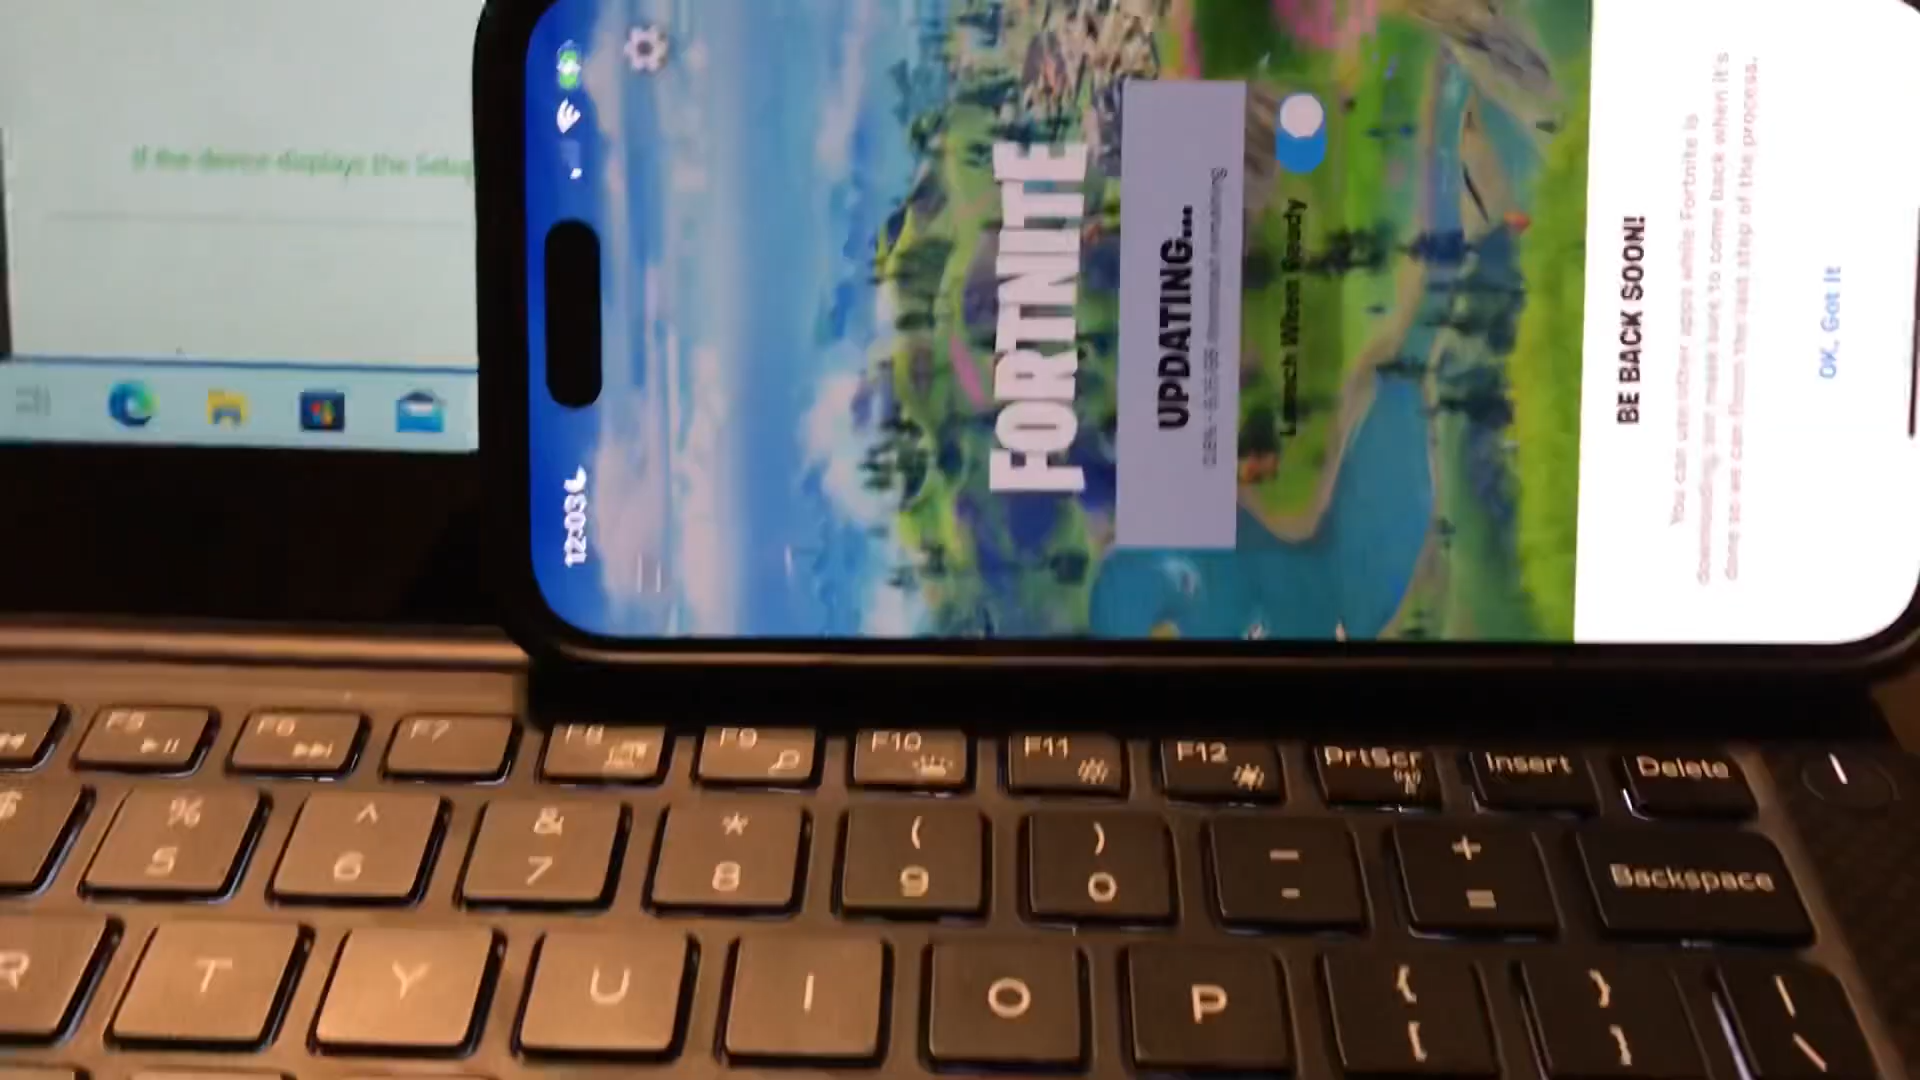 If the device displays the Setup
12:03
FORTNITE
UPDATING...
Launch When Ready
BE BACK SOON!
You can use other apps while Fortnite is
downloading, but make sure to come back when it's
done so we can finish the last step of the process.
OK, Got It
F5
F6
F7
F8
F9
F10
F11
F12
PrtScr
Insert
Delete
$
%
5
^
6
&
7
*
8
(
9
)
0
_
-
+
=
Backspace
R
T
Y
U
I
O
P
{
[
}
]
|
\